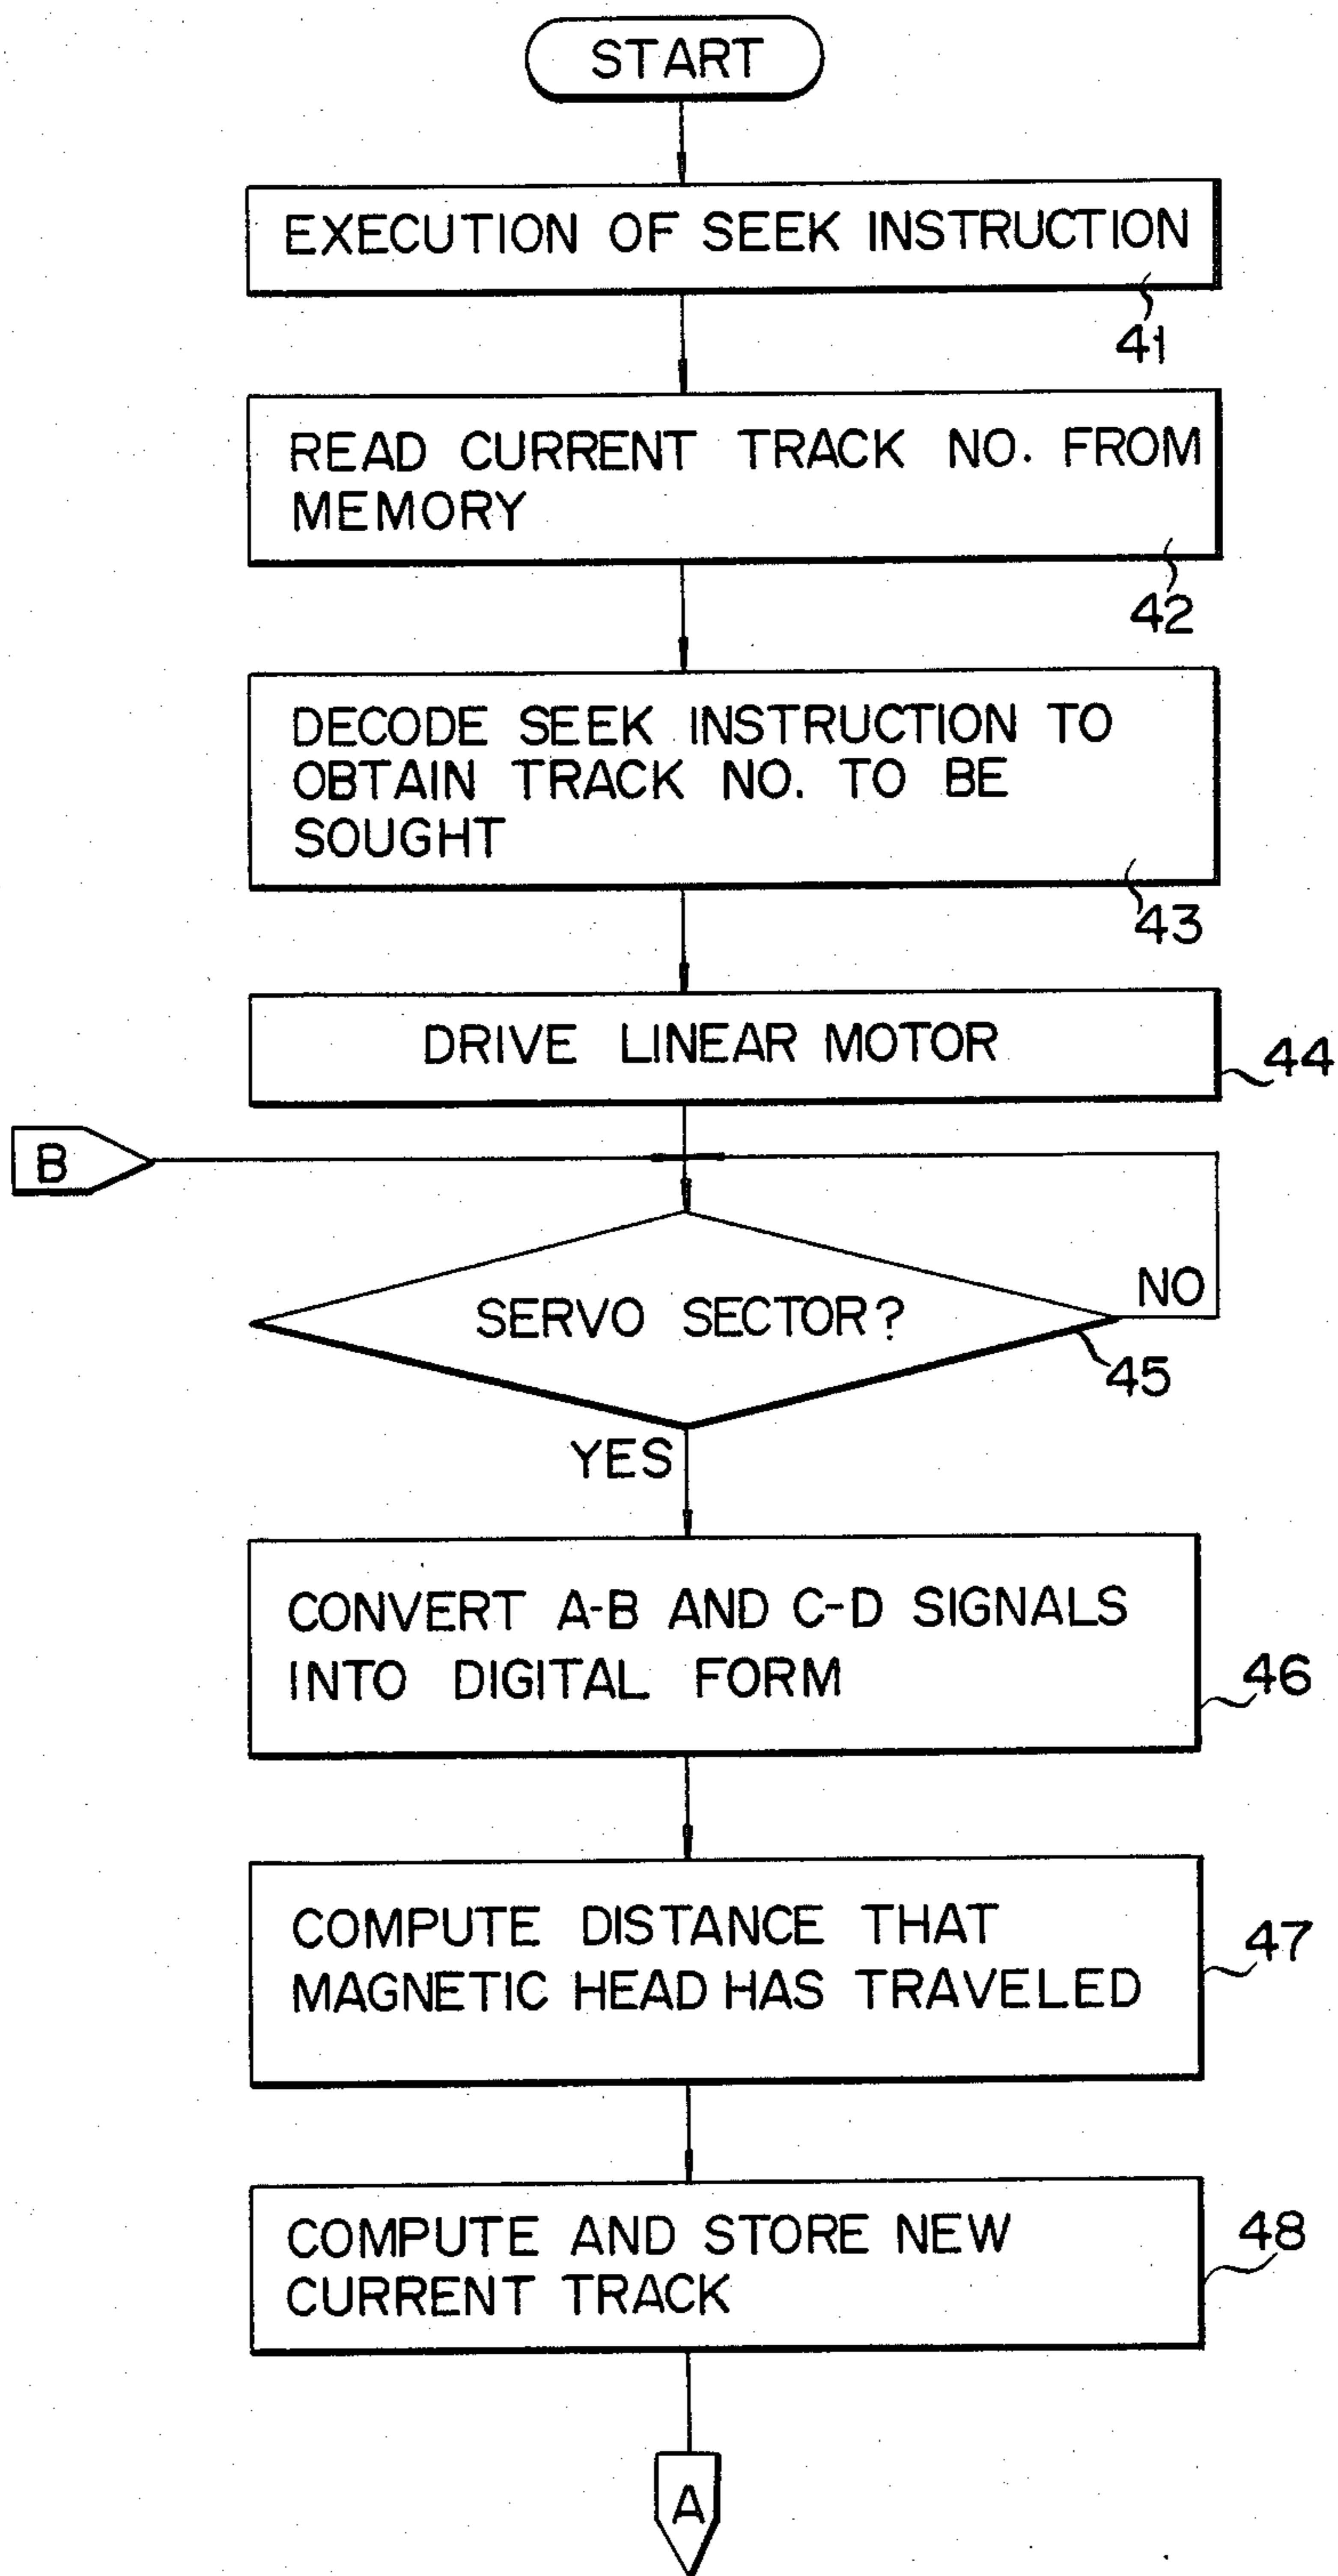 START
EXECUTION OF SEEK INSTRUCTION
41
READ CURRENT TRACK NO. FROM
MEMORY
42
DECODE SEEK INSTRUCTION TO
OBTAIN TRACK NO. TO BE
SOUGHT
43
DRIVE LINEAR MOTOR
44
B
SERVO SECTOR?
NO
45
YES
CONVERT A-B AND C-D SIGNALS
INTO DIGITAL FORM
46
COMPUTE DISTANCE THAT
MAGNETIC HEAD HAS TRAVELED
47
COMPUTE AND STORE NEW
CURRENT TRACK
48
A